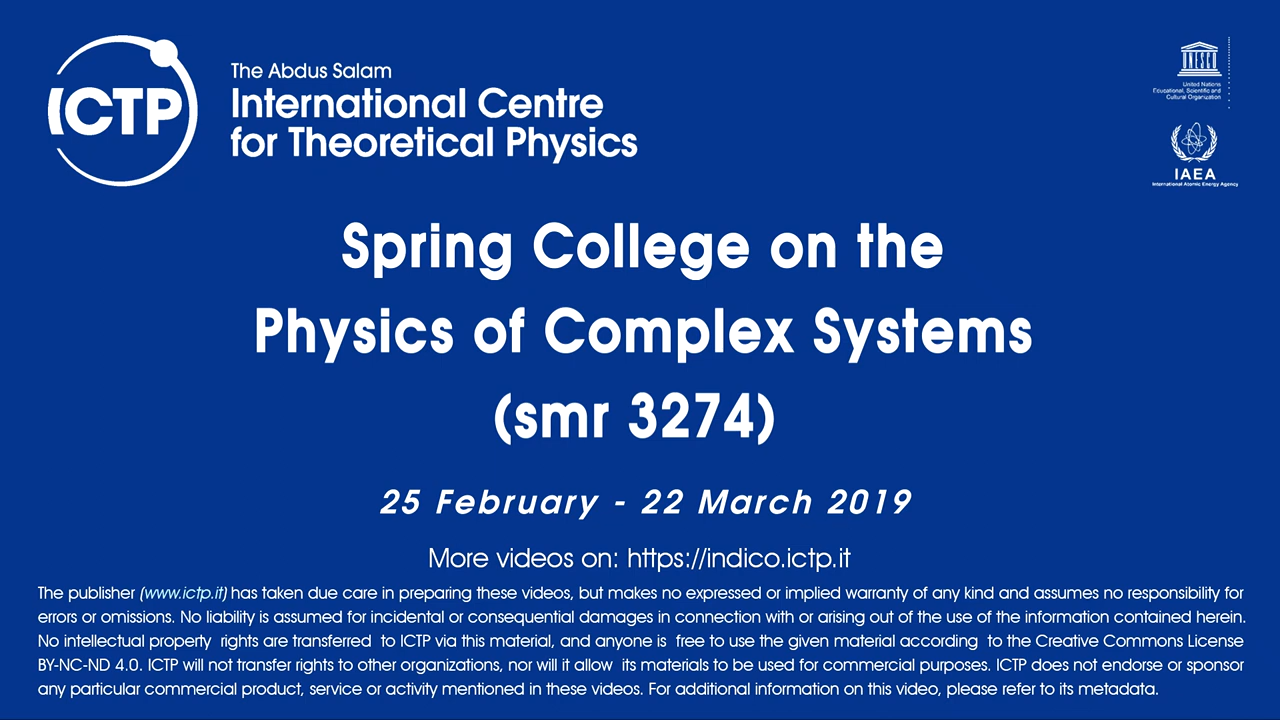 ICTP
The Abdus Salam
International Centre
for Theoretical Physics
UNESCO
United Nations
Educational, Scientific and
Cultural Organization
IAEA
International Atomic Energy Agency
Spring College on the
Physics of Complex Systems
(smr 3274)
25 February - 22 March 2019
More videos on: https://indico.ictp.it
The publisher (www.ictp.it) has taken due care in preparing these videos, but makes no expressed or implied warranty of any kind and assumes no responsibility for
errors or omissions. No liability is assumed for incidental or consequential damages in connection with or arising out of the use of the information contained herein.
No intellectual property rights are transferred to ICTP via this material, and anyone is free to use the given material according to the Creative Commons License
BY-NC-ND 4.0. ICTP will not transfer rights to other organizations, nor will it allow its materials to be used for commercial purposes. ICTP does not endorse or sponsor
any particular commercial product, service or activity mentioned in these videos. For additional information on this video, please refer to its metadata.